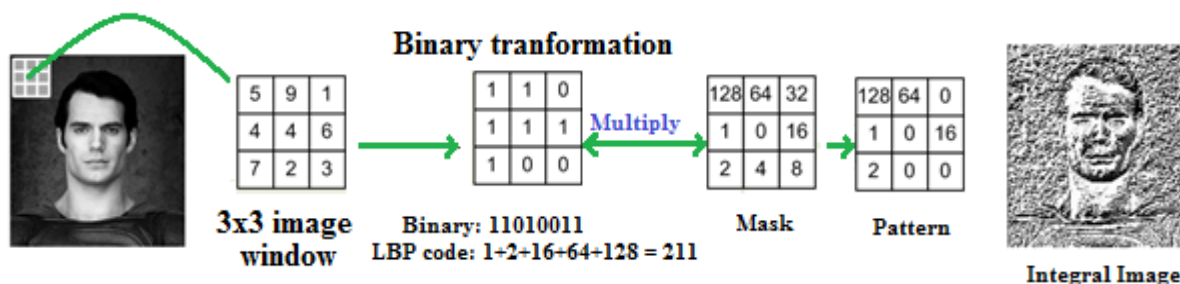 Binary tranformation
5 9 1
4 4 6
7 2 3
3x3 image
window
1 1 0
1 1 1
1 0 0
Binary: 11010011
LBP code: 1+2+16+64+128 = 211
Multiply
128 64 32
1 0 16
2 4 8
Mask
128 64 0
1 0 16
2 0 0
Pattern
Integral Image